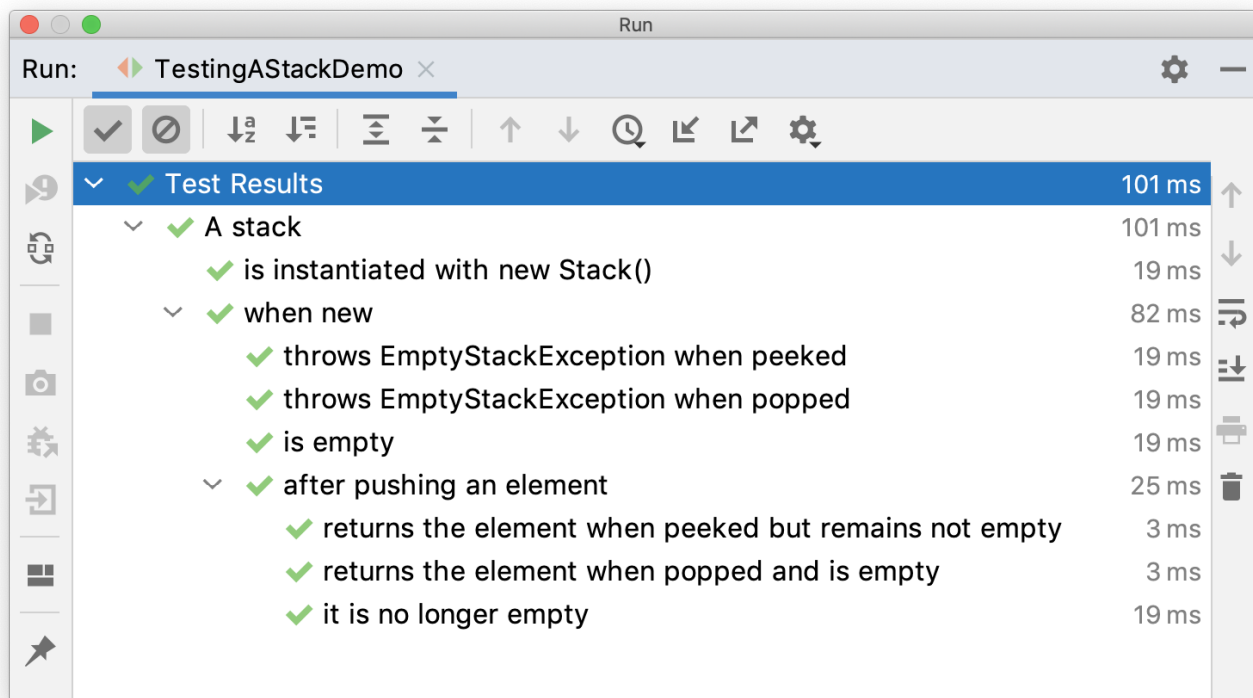 Run
Run: TestingAStackDemo
Test Results 101 ms
A stack 101 ms
is instantiated with new Stack() 19 ms
when new 82 ms
throws EmptyStackException when peeked 19 ms
throws EmptyStackException when popped 19 ms
is empty 19 ms
after pushing an element 25 ms
returns the element when peeked but remains not empty 3 ms
returns the element when popped and is empty 3 ms
it is no longer empty 19 ms